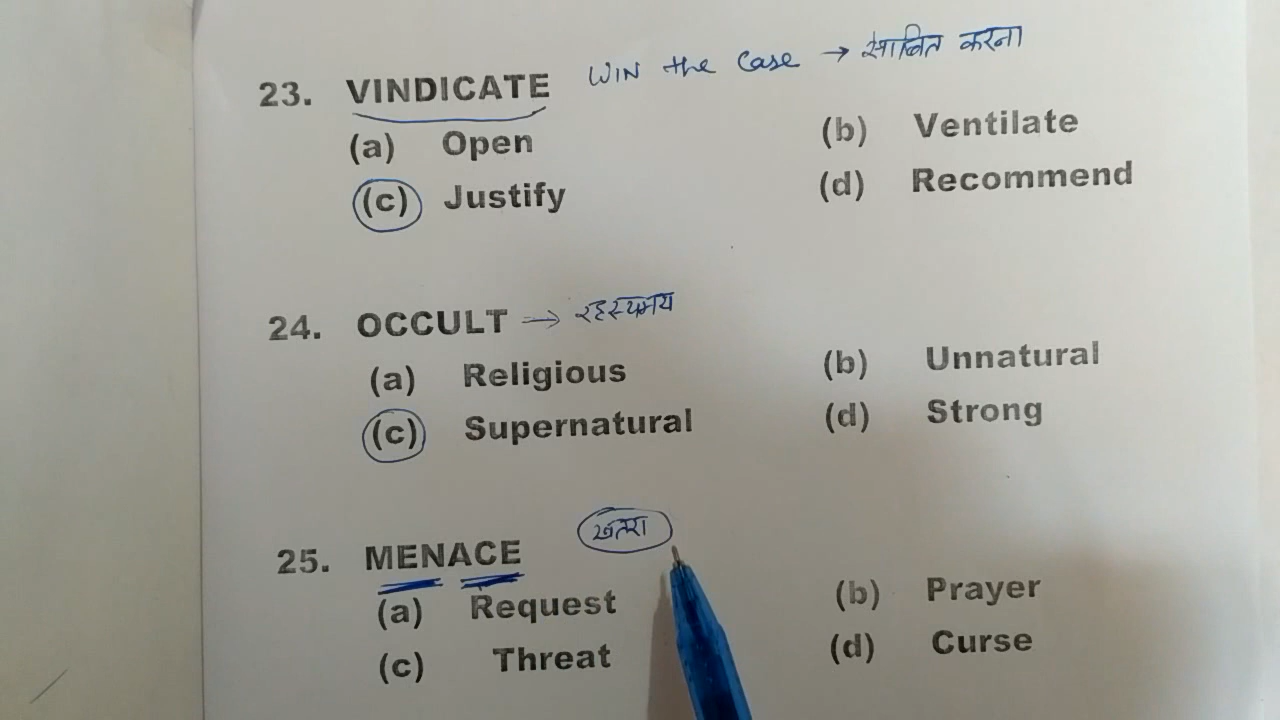 23. VINDICATE WIN the Case → साबित करना
(a) Open (b) Ventilate
(c) Justify (d) Recommend
24. OCCULT → रहस्यमय
(a) Religious (b) Unnatural
(c) Supernatural (d) Strong
25. MENACE खतरा
(a) Request (b) Prayer
(c) Threat (d) Curse